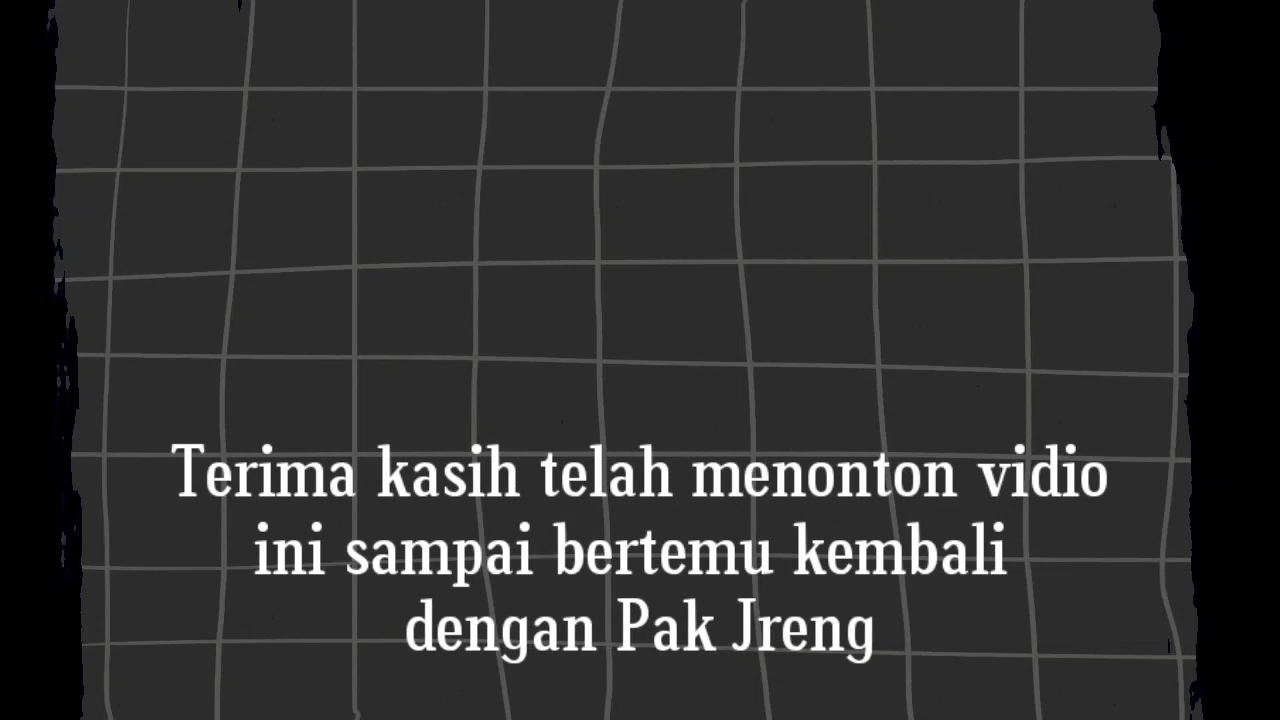 Terima kasih telah menonton vidio
ini sampai bertemu kembali
dengan Pak Jreng